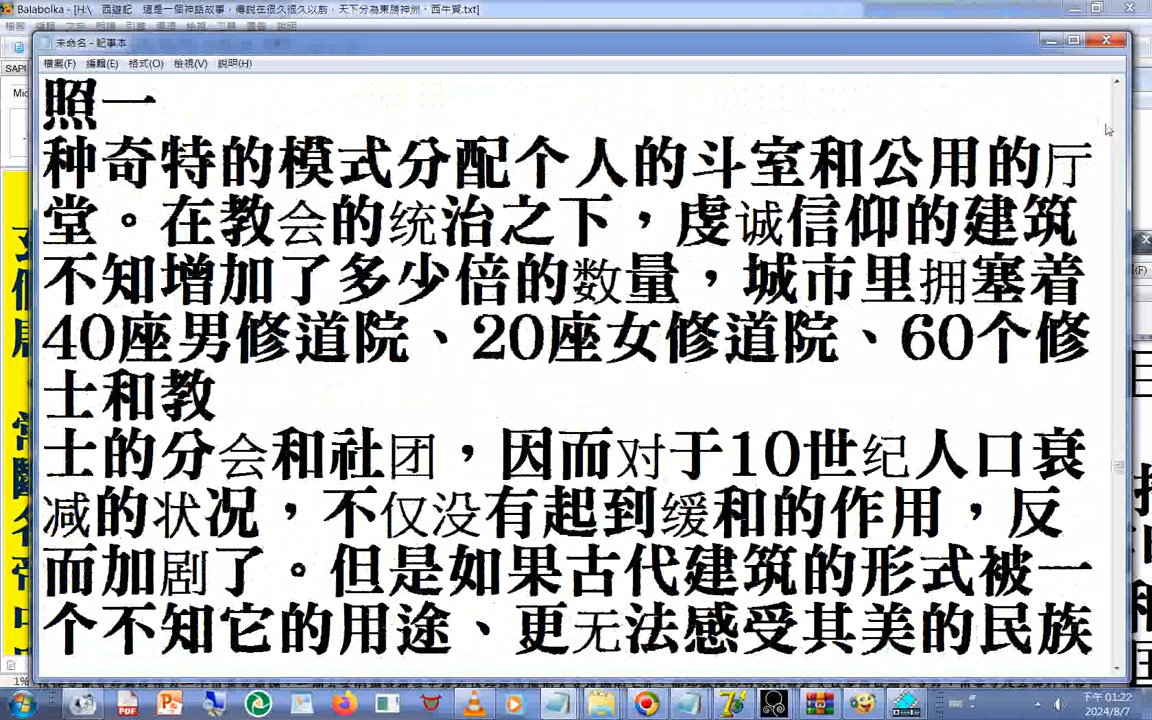 Balabolka - [H:\ 西遊記 這是一個神話故事，傳說在很久很久以前，天下分為東勝神洲、西牛賀.txt]
未命名 - 記事本
檔案(F) 編輯(E) 格式(O) 檢視(V) 說明(H)
SAPI
照一
种奇特的模式分配个人的斗室和公用的厅
堂。在教会的统治之下，虔诚信仰的建筑
不知增加了多少倍的数量，城市里拥塞着
40座男修道院、20座女修道院、60个修
士和教
士的分会和社团，因而对于10世纪人口衰
减的状况，不仅没有起到缓和的作用，反
而加剧了。但是如果古代建筑的形式被一
个不知它的用途、更无法感受其美的民族
1%
下午 01:22
2024/8/7